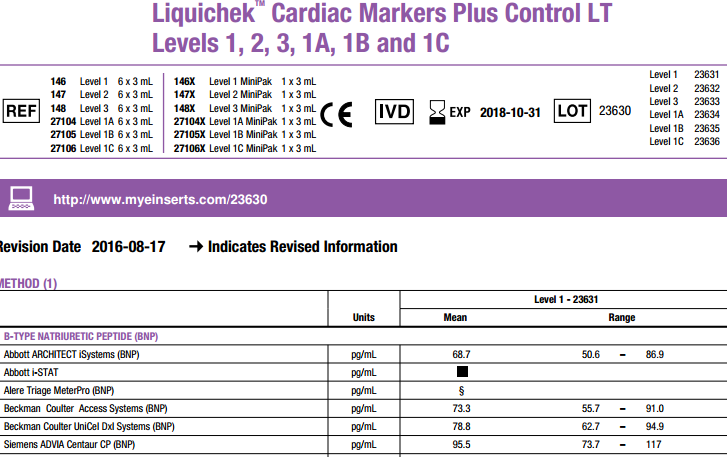 Liquichek™ Cardiac Markers Plus Control LT
Levels 1, 2, 3, 1A, 1B and 1C
REF
146 Level 1 6 x 3 mL
147 Level 2 6 x 3 mL
148 Level 3 6 x 3 mL
27104 Level 1A 6 x 3 mL
27105 Level 1B 6 x 3 mL
27106 Level 1C 6 x 3 mL
146X Level 1 MiniPak 1 x 3 mL
147X Level 2 MiniPak 1 x 3 mL
148X Level 3 MiniPak 1 x 3 mL
27104X Level 1A MiniPak 1 x 3 mL
27105X Level 1B MiniPak 1 x 3 mL
27106X Level 1C MiniPak 1 x 3 mL
CE
IVD
EXP 2018-10-31
LOT 23630
Level 1 23631
Level 2 23632
Level 3 23633
Level 1A 23634
Level 1B 23635
Level 1C 23636
http://www.myeinserts.com/23630
Revision Date 2016-08-17 → Indicates Revised Information
METHOD (1)
Level 1 - 23631
Units Mean Range
B-TYPE NATRIURETIC PEPTIDE (BNP)
Abbott ARCHITECT iSystems (BNP) pg/mL 68.7 50.6 – 86.9
Abbott i-STAT pg/mL ■
Alere Triage MeterPro (BNP) pg/mL §
Beckman Coulter Access Systems (BNP) pg/mL 73.3 55.7 – 91.0
Beckman Coulter UniCel DxI Systems (BNP) pg/mL 78.8 62.7 – 94.9
Siemens ADVIA Centaur CP (BNP) pg/mL 95.5 73.7 – 117